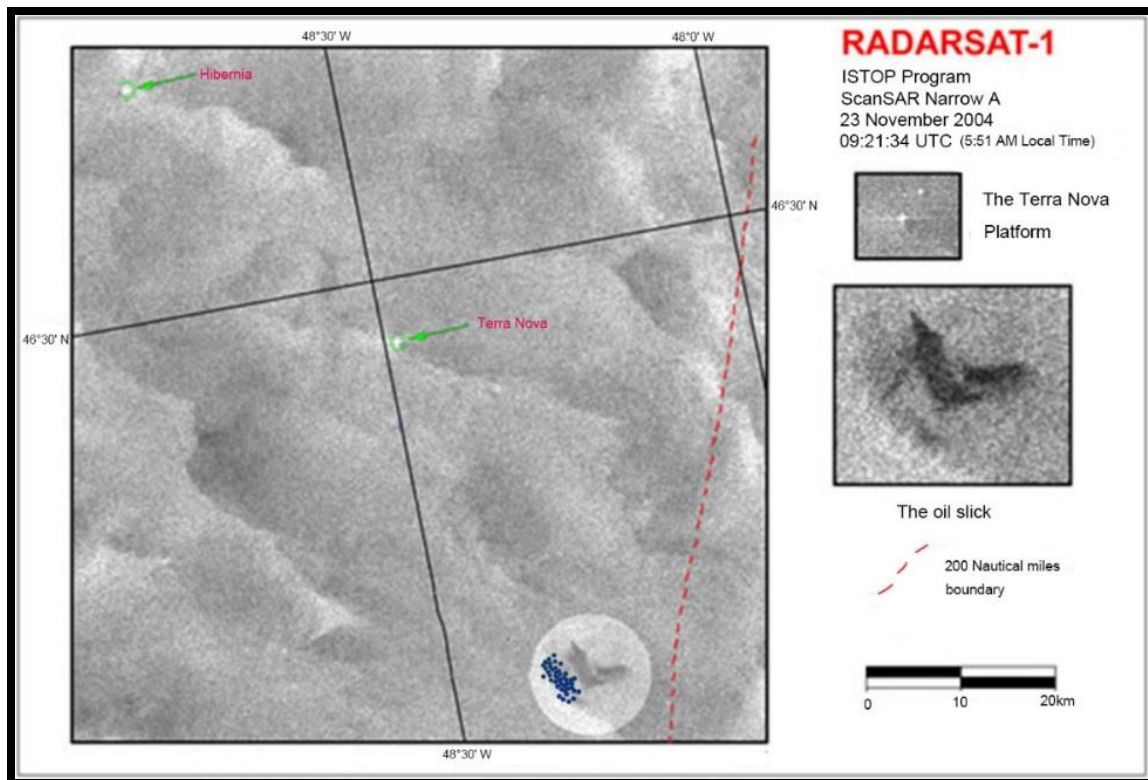 48°30' W
48°0' W
RADARSAT-1
ISTOP Program
ScanSAR Narrow A
23 November 2004
09:21:34 UTC (5:51 AM Local Time)
Hibernia
The Terra Nova
Platform
46°30' N
Terra Nova
46°30' N
The oil slick
200 Nautical miles
boundary
0 10 20km
48°30' W